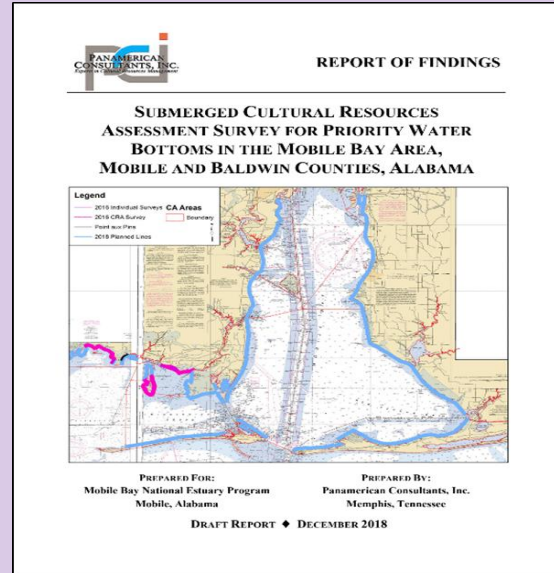 PANAMERICAN
CONSULTANTS, INC.
REPORT OF FINDINGS
SUBMERGED CULTURAL RESOURCES
ASSESSMENT SURVEY FOR PRIORITY WATER
BOTTOMS IN THE MOBILE BAY AREA,
MOBILE AND BALDWIN COUNTIES, ALABAMA
Legend
2016 Individual Surveys
2016 CRA Survey
Point aux Pins
2018 Planned Lines
CA Areas
Boundary
PREPARED FOR:
Mobile Bay National Estuary Program
Mobile, Alabama
PREPARED BY:
Panamerican Consultants, Inc.
Memphis, Tennessee
DRAFT REPORT ◆ DECEMBER 2018